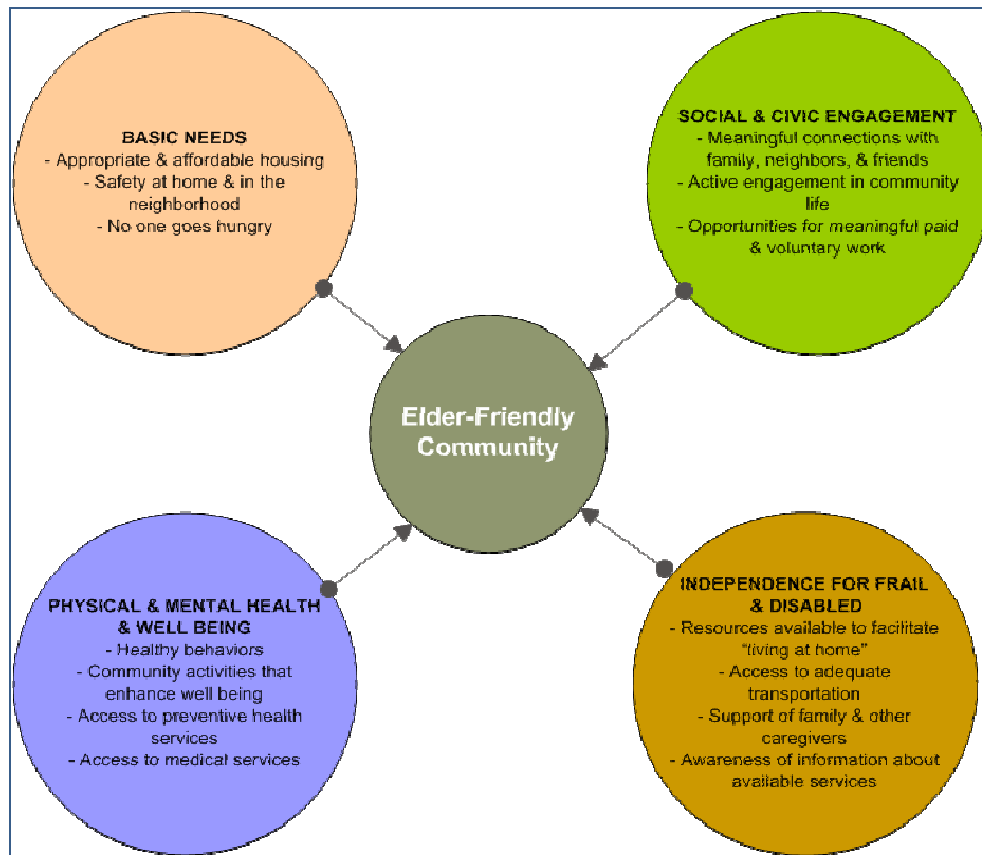 BASIC NEEDS
- Appropriate & affordable housing
- Safety at home & in the
neighborhood
- No one goes hungry
SOCIAL & CIVIC ENGAGEMENT
- Meaningful connections with
family, neighbors, & friends
- Active engagement in community
life
- Opportunities for meaningful paid
& voluntary work
Elder-Friendly
Community
PHYSICAL & MENTAL HEALTH
& WELL BEING
- Healthy behaviors
- Community activities that
enhance well being
- Access to preventive health
services
- Access to medical services
INDEPENDENCE FOR FRAIL
& DISABLED
- Resources available to facilitate
"living at home"
- Access to adequate
transportation
- Support of family & other
caregivers
- Awareness of information about
available services